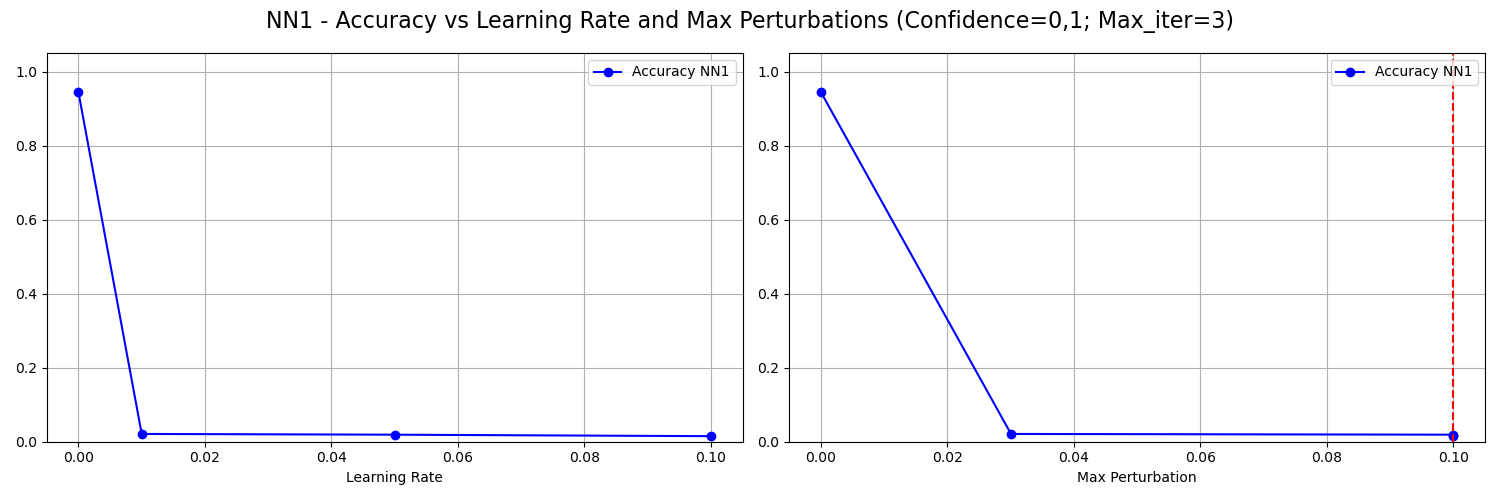 NN1 - Accuracy vs Learning Rate and Max Perturbations (Confidence=0,1; Max_iter=3)
Accuracy NN1
1.0
0.8
0.6
0.4
0.2
0.0
0.00 0.02 0.04 0.06 0.08 0.10
Learning Rate
Accuracy NN1
1.0
0.8
0.6
0.4
0.2
0.0
0.00 0.02 0.04 0.06 0.08 0.10
Max Perturbation